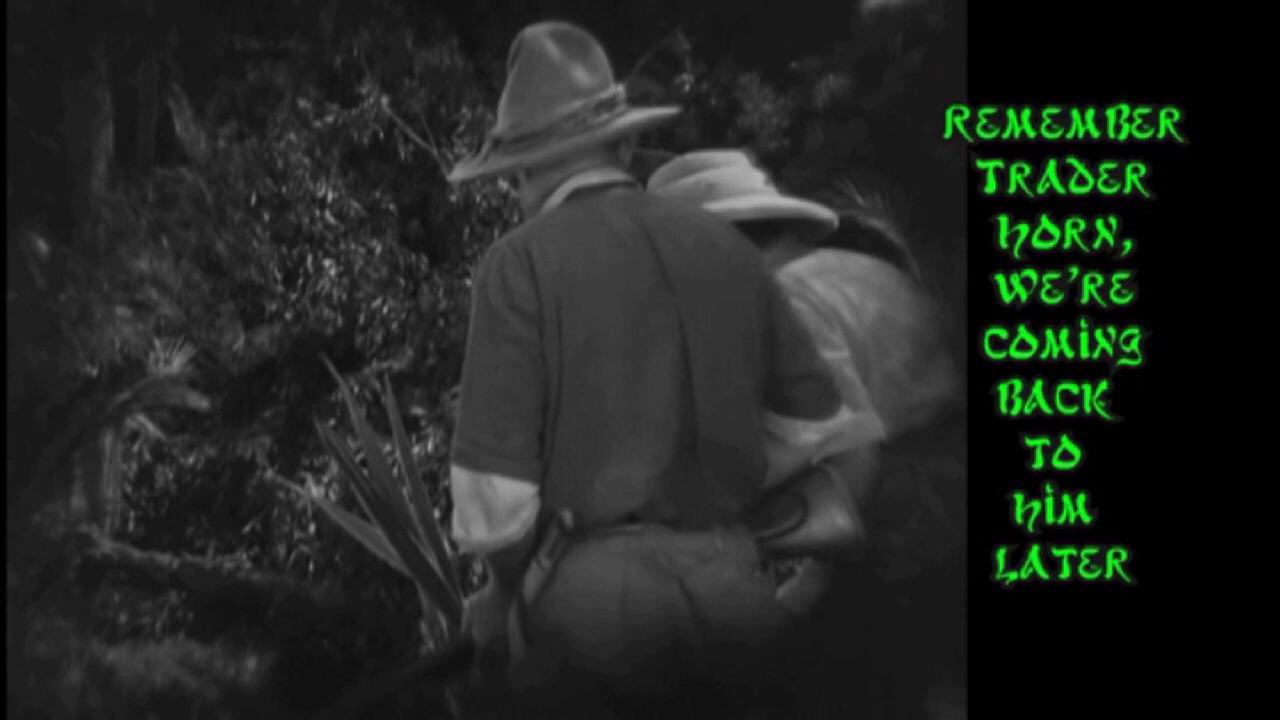 REMEMBER
TRADER
HORN,
WE'RE
COMING
BACK
TO
HIM
LATER